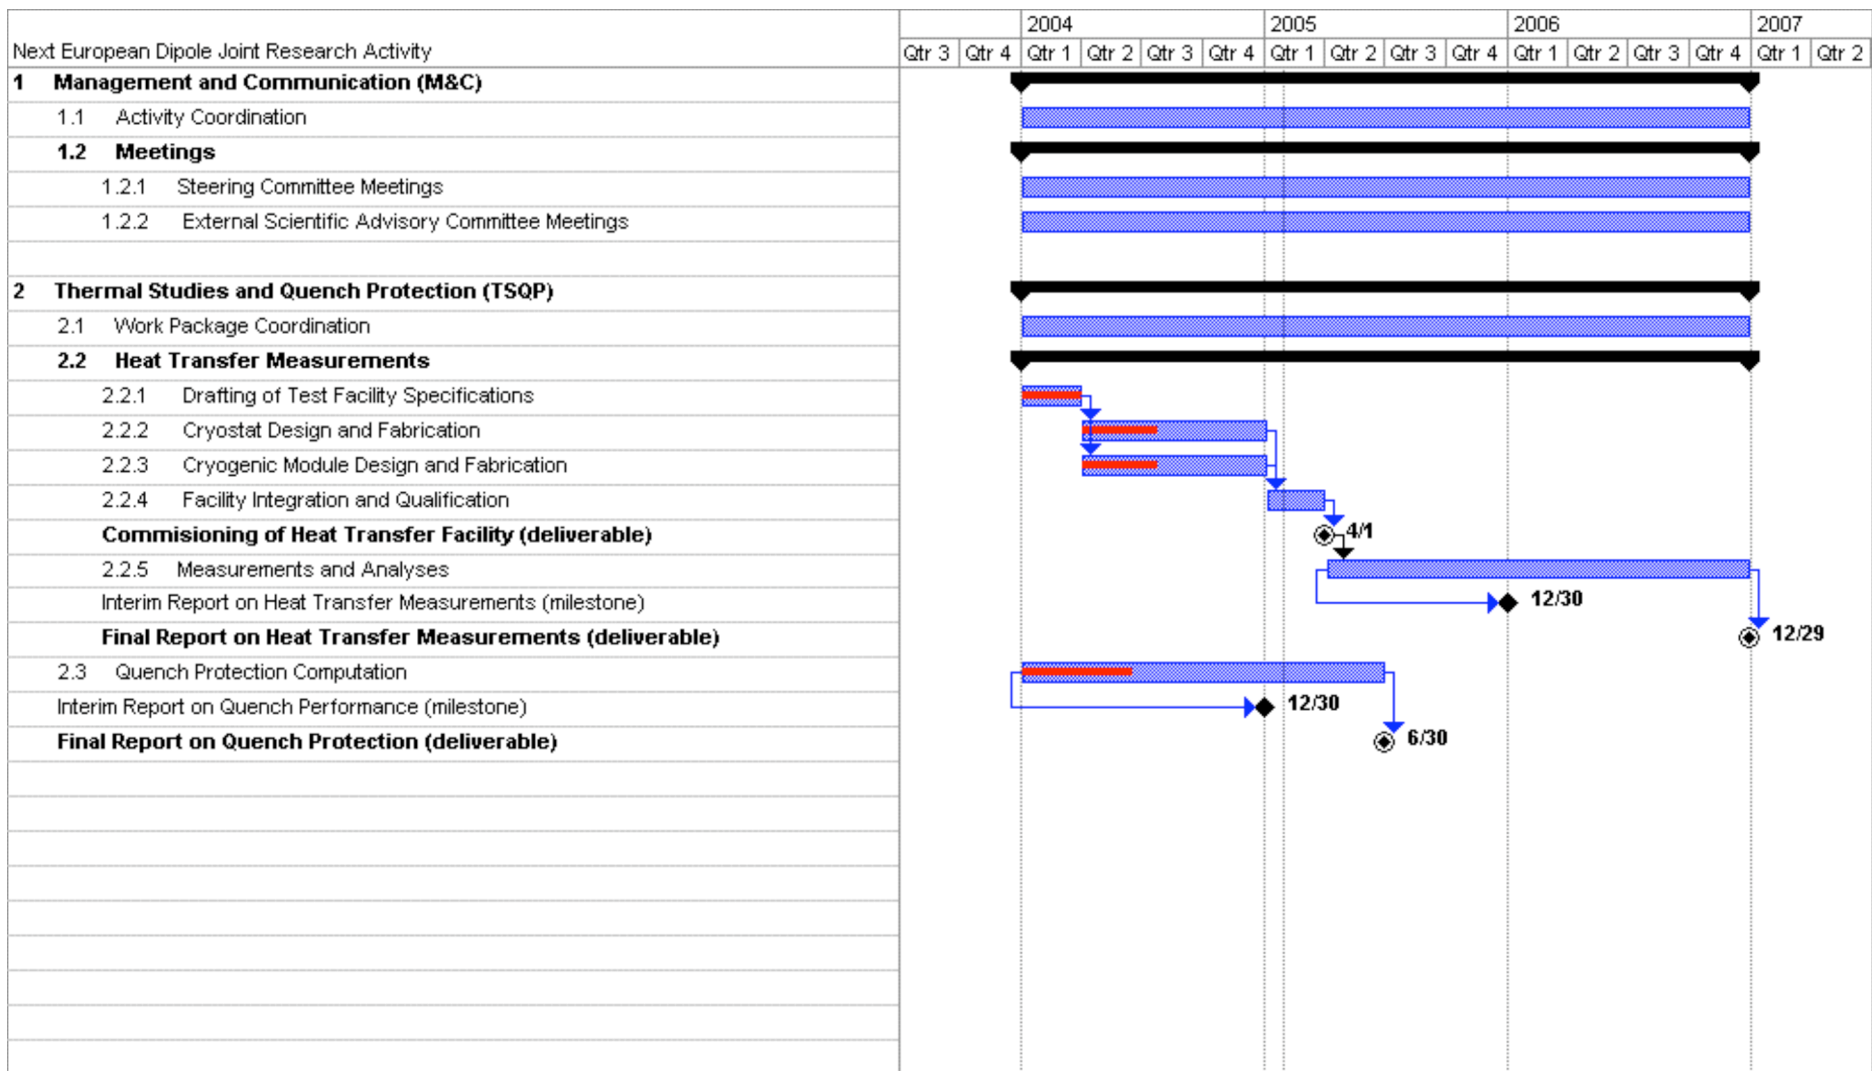 2004 2005 2006 2007
Next European Dipole Joint Research Activity Qtr 3 Qtr 4 Qtr 1 Qtr 2 Qtr 3 Qtr 4 Qtr 1 Qtr 2 Qtr 3 Qtr 4 Qtr 1 Qtr 2 Qtr 3 Qtr 4 Qtr 1 Qtr 2
1 Management and Communication (M&C)
1.1 Activity Coordination
1.2 Meetings
1.2.1 Steering Committee Meetings
1.2.2 External Scientific Advisory Committee Meetings
2 Thermal Studies and Quench Protection (TSQP)
2.1 Work Package Coordination
2.2 Heat Transfer Measurements
2.2.1 Drafting of Test Facility Specifications
2.2.2 Cryostat Design and Fabrication
2.2.3 Cryogenic Module Design and Fabrication
2.2.4 Facility Integration and Qualification
Commisioning of Heat Transfer Facility (deliverable) 4/1
2.2.5 Measurements and Analyses
Interim Report on Heat Transfer Measurements (milestone) 12/30
Final Report on Heat Transfer Measurements (deliverable) 12/29
2.3 Quench Protection Computation
Interim Report on Quench Performance (milestone) 12/30
Final Report on Quench Protection (deliverable) 6/30